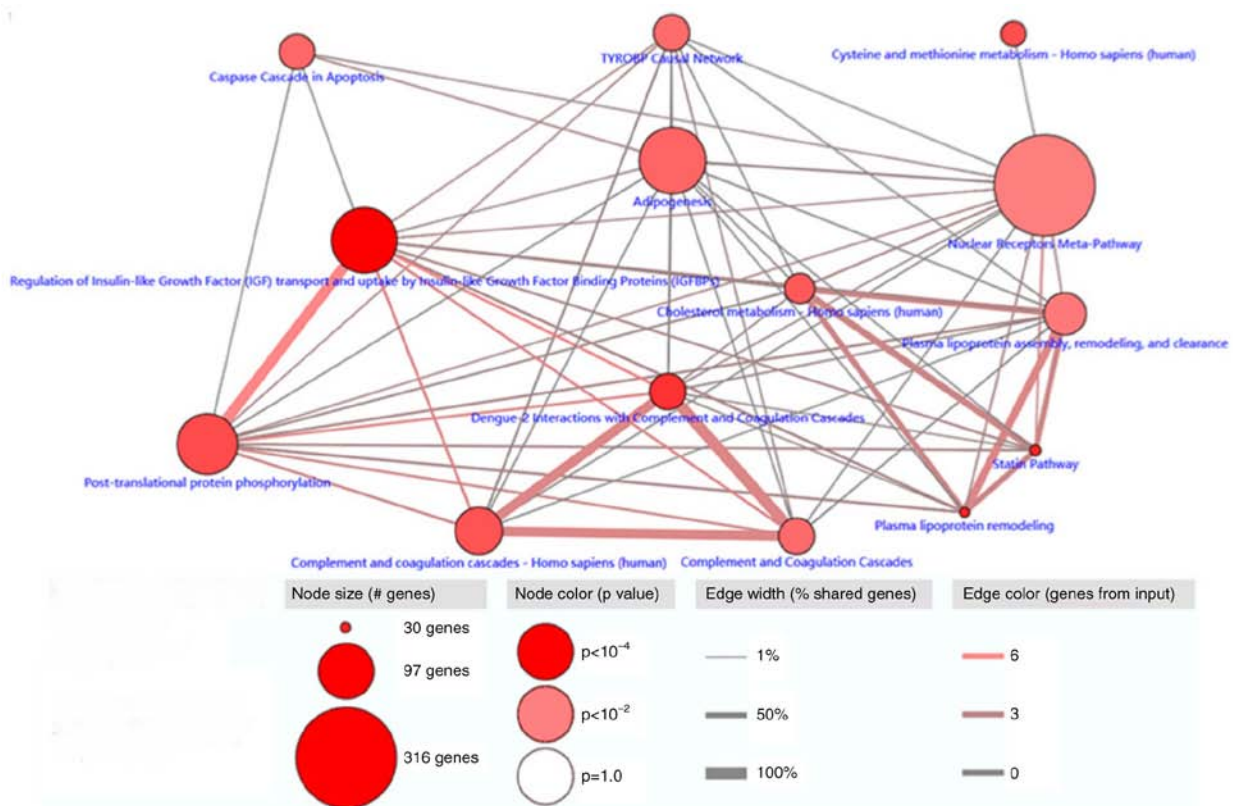 TYROBP Causal Network
Cysteine and methionine metabolism - Homo sapiens (human)
Caspase Cascade in Apoptosis
Adipogenesis
Nuclear Receptors Meta-Pathway
Regulation of Insulin-like Growth Factor (IGF) transport and uptake by Insulin-like Growth Factor Binding Proteins (IGFBPs)
Cholesterol metabolism - Homo sapiens (human)
Plasma lipoprotein assembly, remodeling, and clearance
Dengue-2 Interactions with Complement and Coagulation Cascades
Statin Pathway
Post-translational protein phosphorylation
Plasma lipoprotein remodeling
Complement and coagulation cascades - Homo sapiens (human)
Complement and Coagulation Cascades
Node size (# genes)
30 genes
97 genes
316 genes
Node color (p value)
p<10⁻⁴
p<10⁻²
p=1.0
Edge width (% shared genes)
1%
50%
100%
Edge color (genes from input)
6
3
0